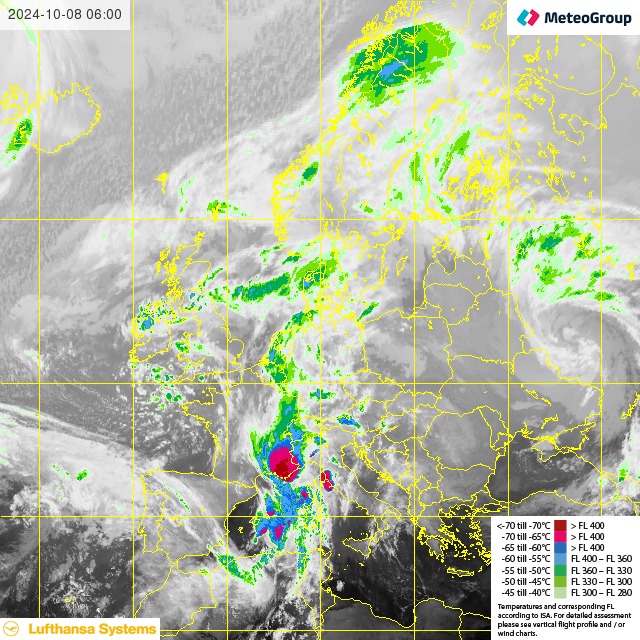 2024-10-08 06:00
MeteoGroup
<-70 till -70°C > FL 400
-70 till -65°C > FL 400
-65 till -60°C > FL 400
-60 till -55°C FL 400 - FL 360
-55 till -50°C FL 360 - FL 330
-50 till -45°C FL 330 - FL 300
-45 till -40°C FL 300 - FL 280
Temperatures and corresponding FL
according to ISA. For detailed assessment
please see vertical flight profile and / or
wind charts.
Lufthansa Systems